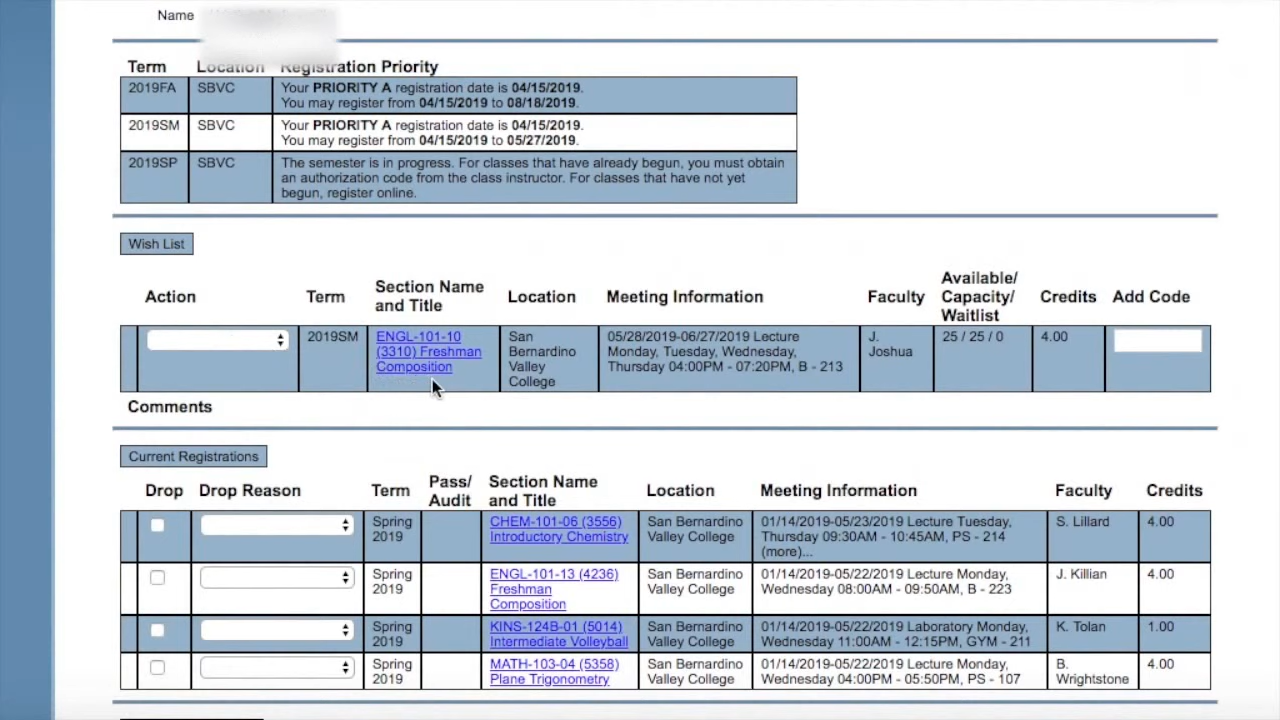 Name
Term Location Registration Priority
2019FA SBVC Your PRIORITY A registration date is 04/15/2019.
You may register from 04/15/2019 to 08/18/2019.
2019SM SBVC Your PRIORITY A registration date is 04/15/2019.
You may register from 04/15/2019 to 05/27/2019.
2019SP SBVC The semester is in progress. For classes that have already begun, you must obtain
an authorization code from the class instructor. For classes that have not yet
begun, register online.
Wish List
Action Term Section Name and Title Location Meeting Information Faculty Available/ Capacity/ Waitlist Credits Add Code
2019SM ENGL-101-10 San 05/28/2019-06/27/2019 Lecture J. 25 / 25 / 0 4.00
(3310) Freshman Bernardino Monday, Tuesday, Wednesday, Joshua
Composition Valley Thursday 04:00PM - 07:20PM, B - 213
College
Comments
Current Registrations
Drop Drop Reason Term Pass/ Audit Section Name and Title Location Meeting Information Faculty Credits
Spring CHEM-101-06 (3556) San Bernardino 01/14/2019-05/23/2019 Lecture Tuesday, S. Lillard 4.00
2019 Introductory Chemistry Valley College Thursday 09:30AM - 10:45AM, PS - 214
(more)...
Spring ENGL-101-13 (4236) San Bernardino 01/14/2019-05/22/2019 Lecture Monday, J. Killian 4.00
2019 Freshman Valley College Wednesday 08:00AM - 09:50AM, B - 223
Composition
Spring KINS-124B-01 (5014) San Bernardino 01/14/2019-05/22/2019 Laboratory Monday, K. Tolan 1.00
2019 Intermediate Volleyball Valley College Wednesday 11:00AM - 12:15PM, GYM - 211
Spring MATH-103-04 (5358) San Bernardino 01/14/2019-05/22/2019 Lecture Monday, B. 4.00
2019 Plane Trigonometry Valley College Wednesday 04:00PM - 05:50PM, PS - 107 Wrightstone